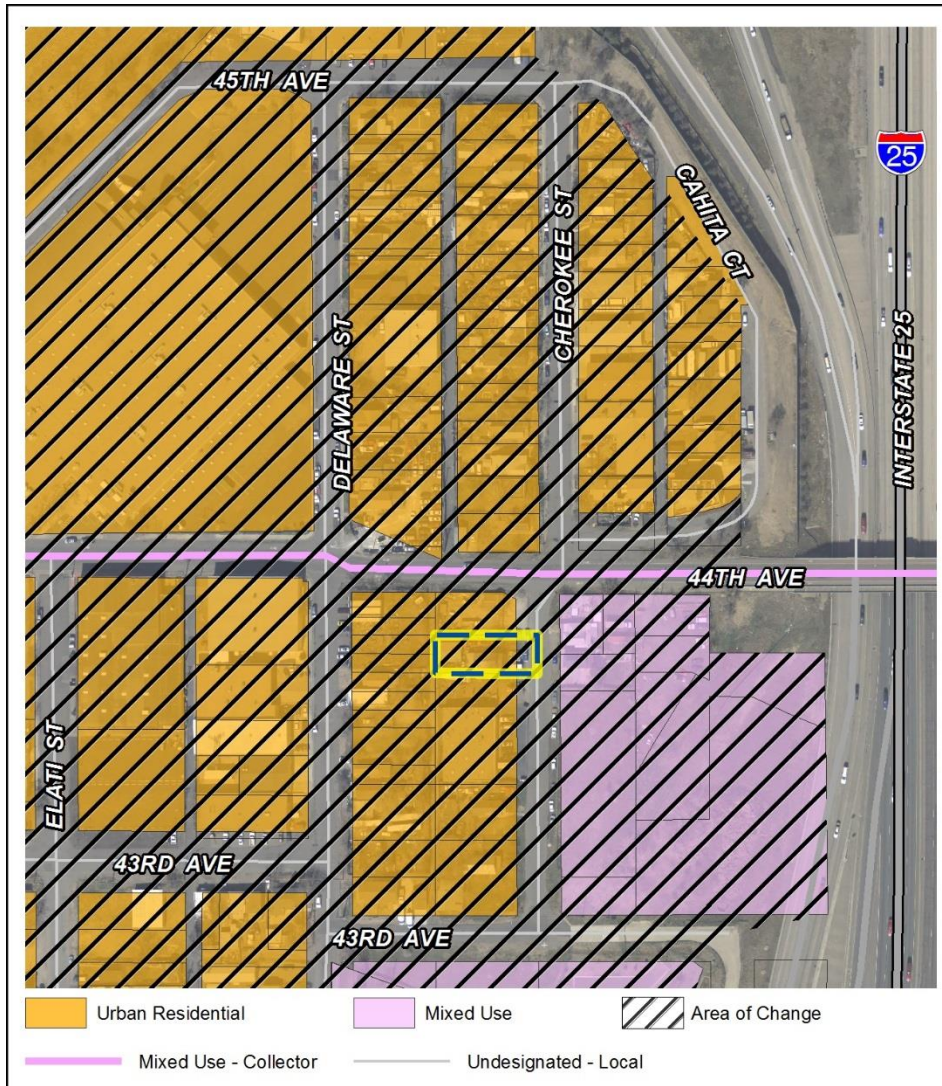 45TH AVE
25
CAHITA CT
CHEROKEE ST
DELAWARE ST
INTERSTATE 25
44TH AVE
ELATI ST
43RD AVE
43RD AVE
Urban Residential
Mixed Use
Area of Change
Mixed Use - Collector
Undesignated - Local